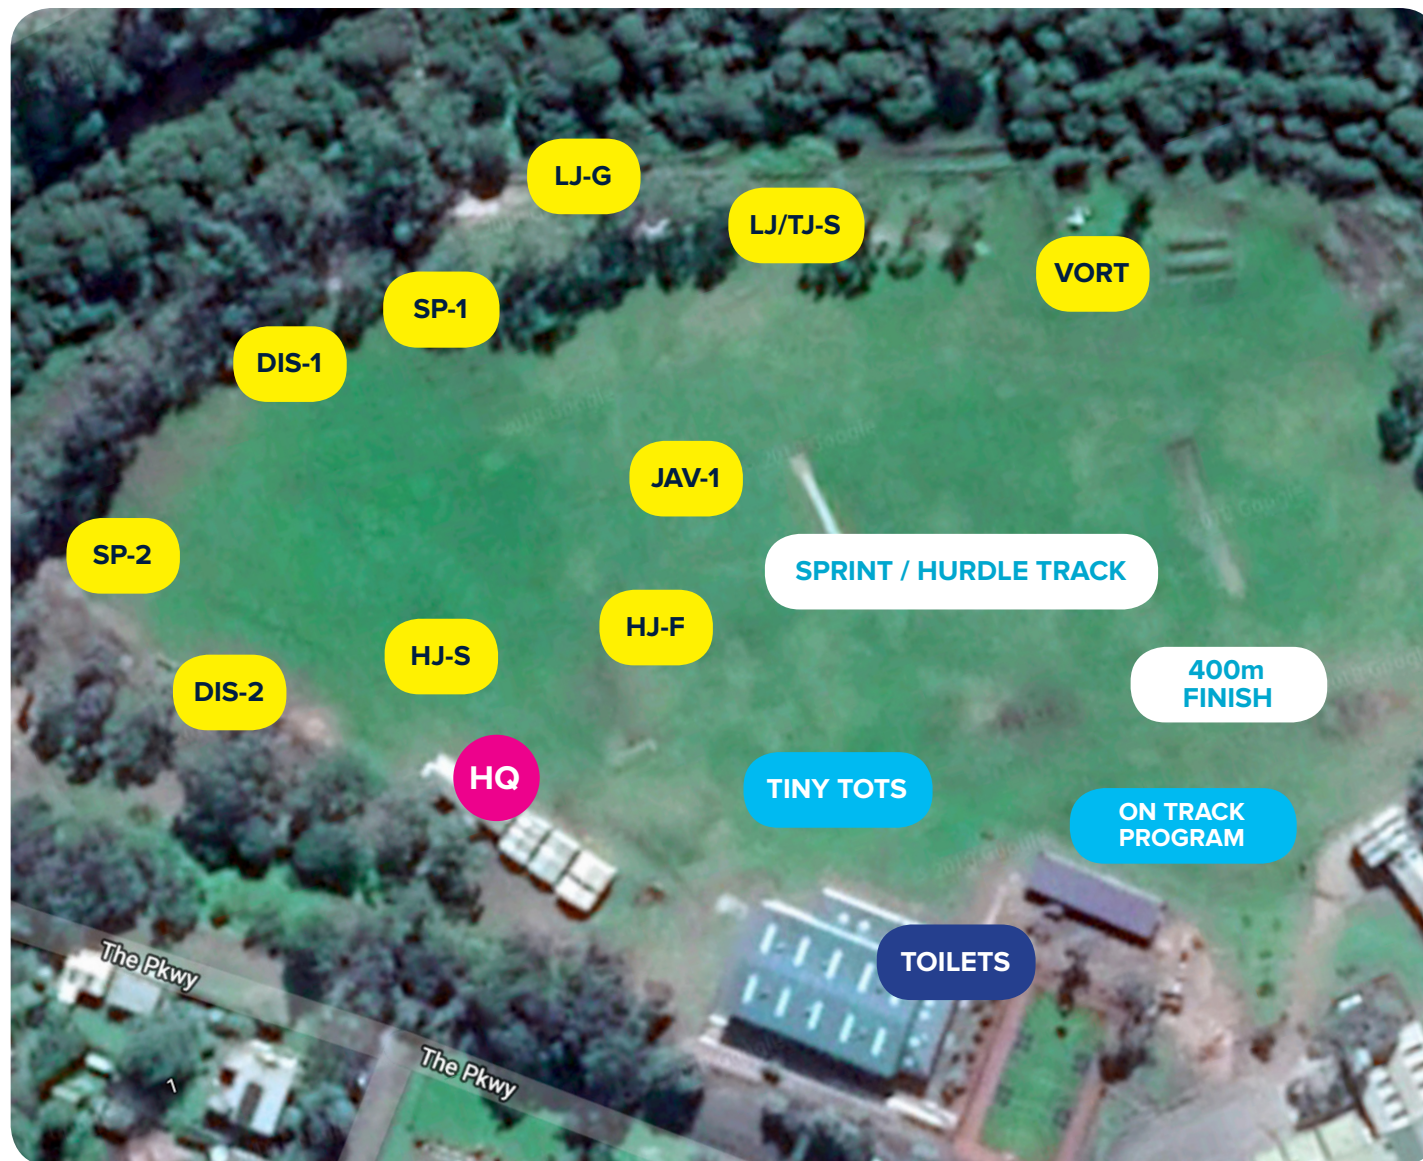 LJ-G
LJ/TJ-S
VORT
SP-1
DIS-1
JAV-1
SP-2
SPRINT / HURDLE TRACK
HJ-F
HJ-S
400m
FINISH
DIS-2
HQ
TINY TOTS
ON TRACK
PROGRAM
TOILETS
The Pkwy
The Pkwy